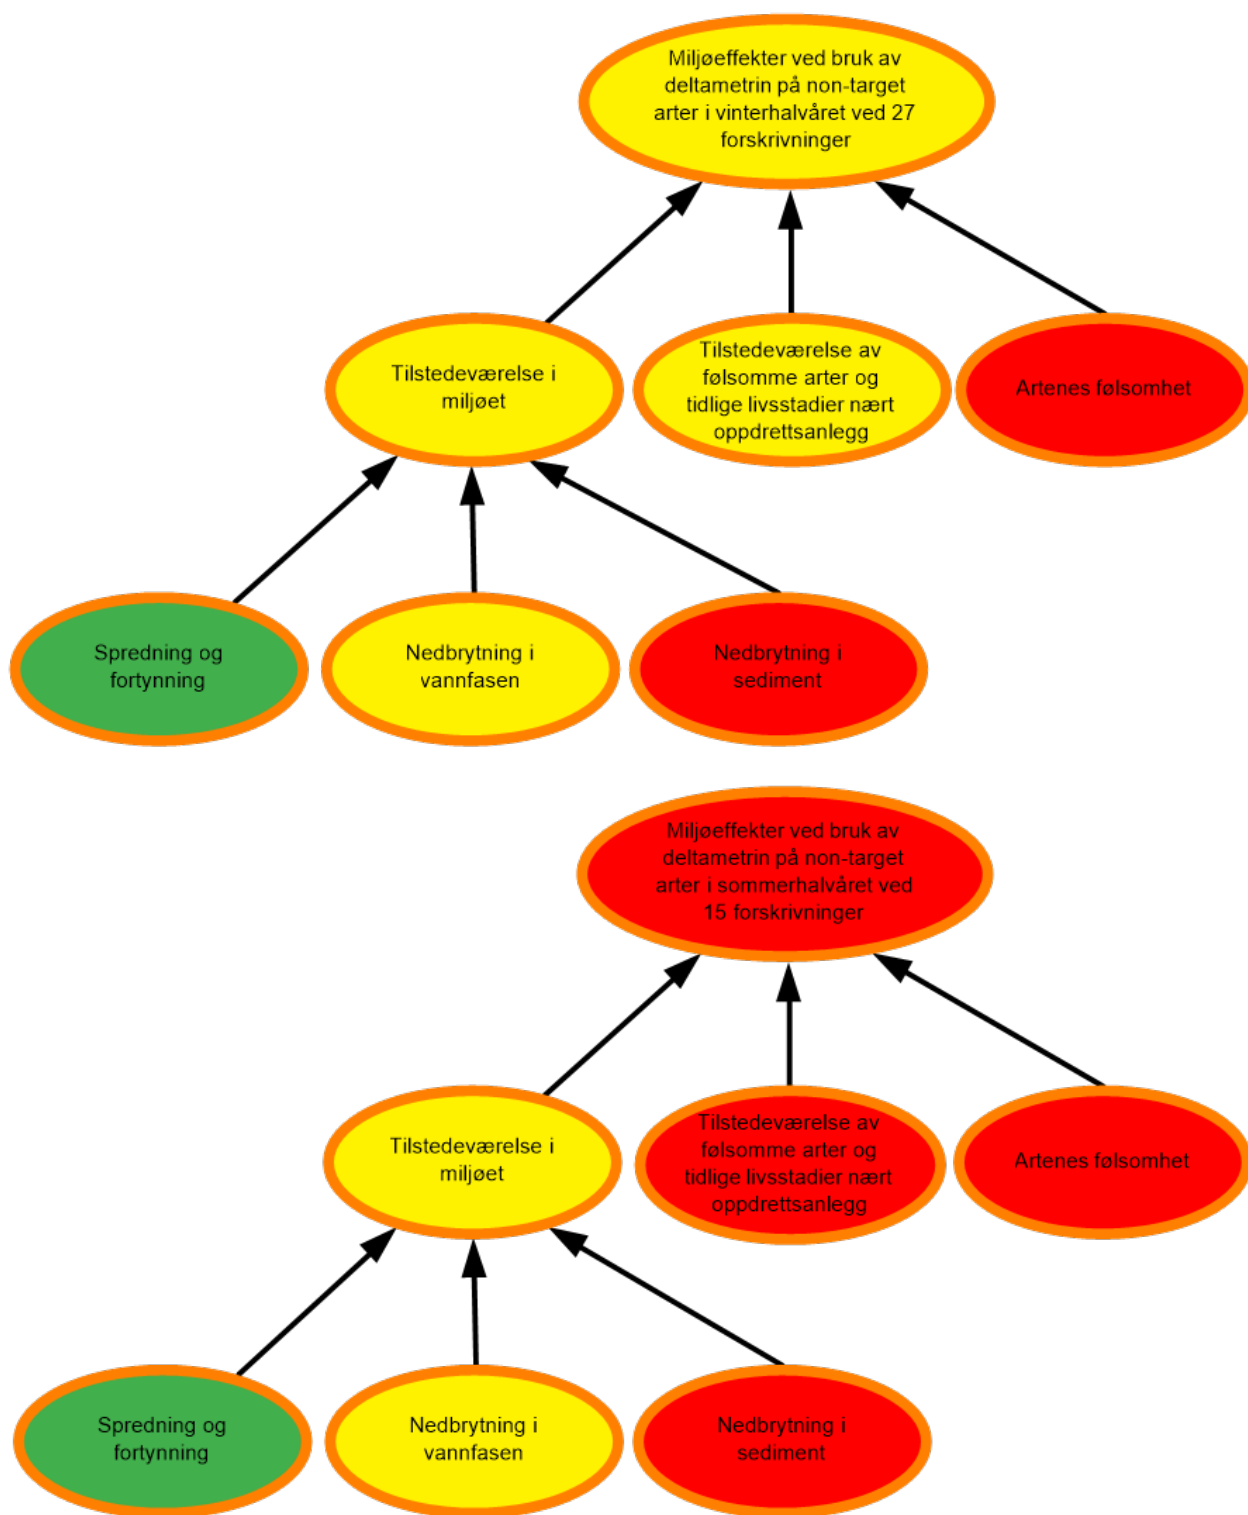 Miljøeffekter ved bruk av
deltametrin på non-target
arter i vinterhalvåret ved 27
forskrivninger
Tilstedeværelse i
miljøet
Tilstedeværelse av
følsomme arter og
tidlige livsstadier nært
oppdrettsanlegg
Artenes følsomhet
Spredning og
fortynning
Nedbrytning i
vannfasen
Nedbrytning i
sediment
Miljøeffekter ved bruk av
deltametrin på non-target
arter i sommerhalvåret ved
15 forskrivninger
Tilstedeværelse i
miljøet
Tilstedeværelse av
følsomme arter og
tidlige livsstadier nært
oppdrettsanlegg
Artenes følsomhet
Spredning og
fortynning
Nedbrytning i
vannfasen
Nedbrytning i
sediment